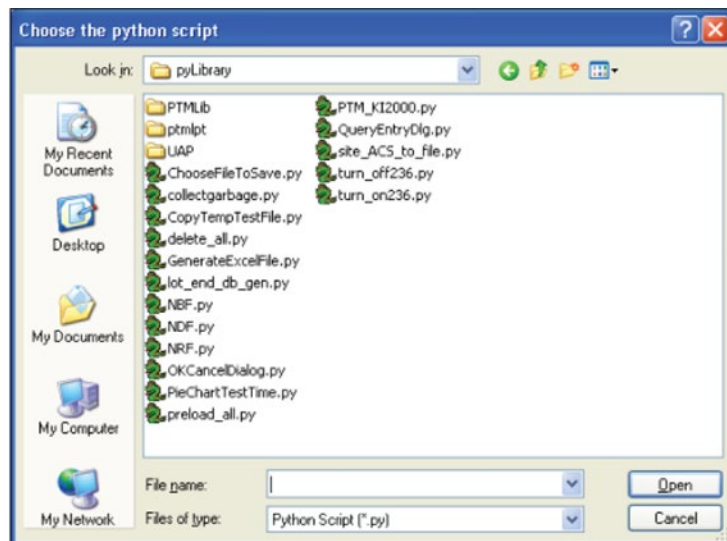 Choose the python script
Look in:
pyLibrary
My Recent
Documents
Desktop
My Documents
My Computer
My Network
PTMLib
ptmlpt
UAP
ChooseFileToSave.py
collectgarbage.py
CopyTempTestFile.py
delete_all.py
GenerateExcelFile.py
lot_end_db_gen.py
NBF.py
NDF.py
NRF.py
OKCancelDialog.py
PieChartTestTime.py
preload_all.py
PTM_KI2000.py
QueryEntryDlg.py
site_ACS_to_file.py
turn_off236.py
turn_on236.py
File name:
Open
Files of type:
Python Script (*.py)
Cancel